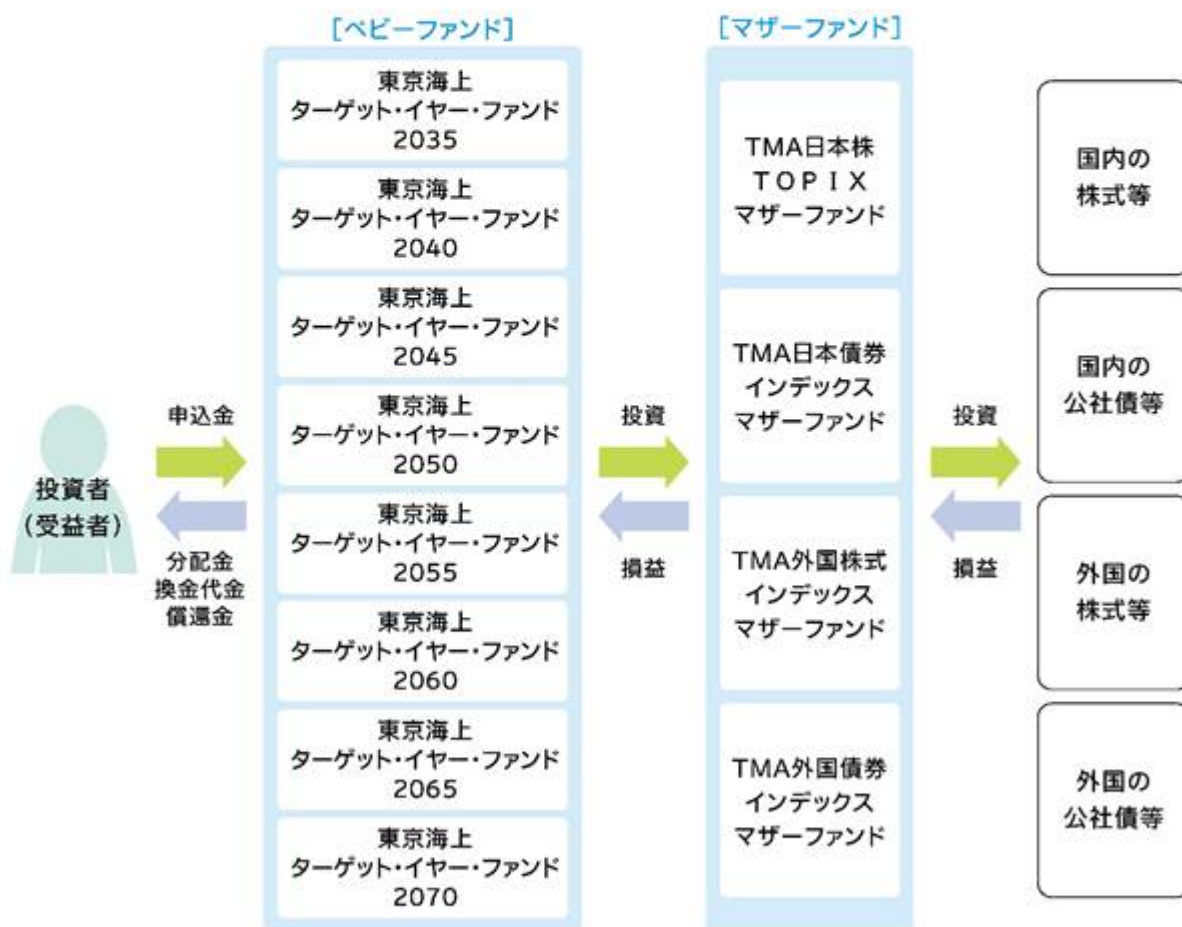 [ベビーファンド]
[マザーファンド]
投資者
(受益者)
申込金
分配金
換金代金
償還金
東京海上
ターゲット・イヤー・ファンド
2035
東京海上
ターゲット・イヤー・ファンド
2040
東京海上
ターゲット・イヤー・ファンド
2045
東京海上
ターゲット・イヤー・ファンド
2050
東京海上
ターゲット・イヤー・ファンド
2055
東京海上
ターゲット・イヤー・ファンド
2060
東京海上
ターゲット・イヤー・ファンド
2065
東京海上
ターゲット・イヤー・ファンド
2070
投資
損益
TMA日本株
TOPIX
マザーファンド
TMA日本債券
インデックス
マザーファンド
TMA外国株式
インデックス
マザーファンド
TMA外国債券
インデックス
マザーファンド
投資
損益
国内の
株式等
国内の
公社債等
外国の
株式等
外国の
公社債等